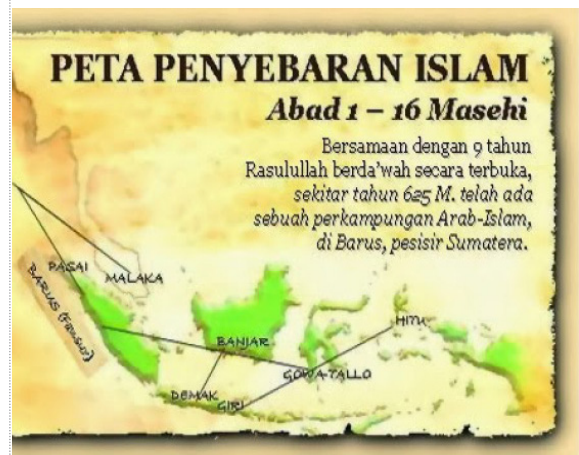 PETA PENYEBARAN ISLAM
Abad 1 – 16 Masehi
Bersamaan dengan 9 tahun
Rasulullah berda'wah secara terbuka,
sekitar tahun 625 M. telah ada
sebuah perkampungan Arab-Islam,
di Barus, pesisir Sumatera.
PASAI
MALAKA
BARUS (Fansur)
HITU
BANJAR
GOWA-TALLO
DEMAK
GIRI